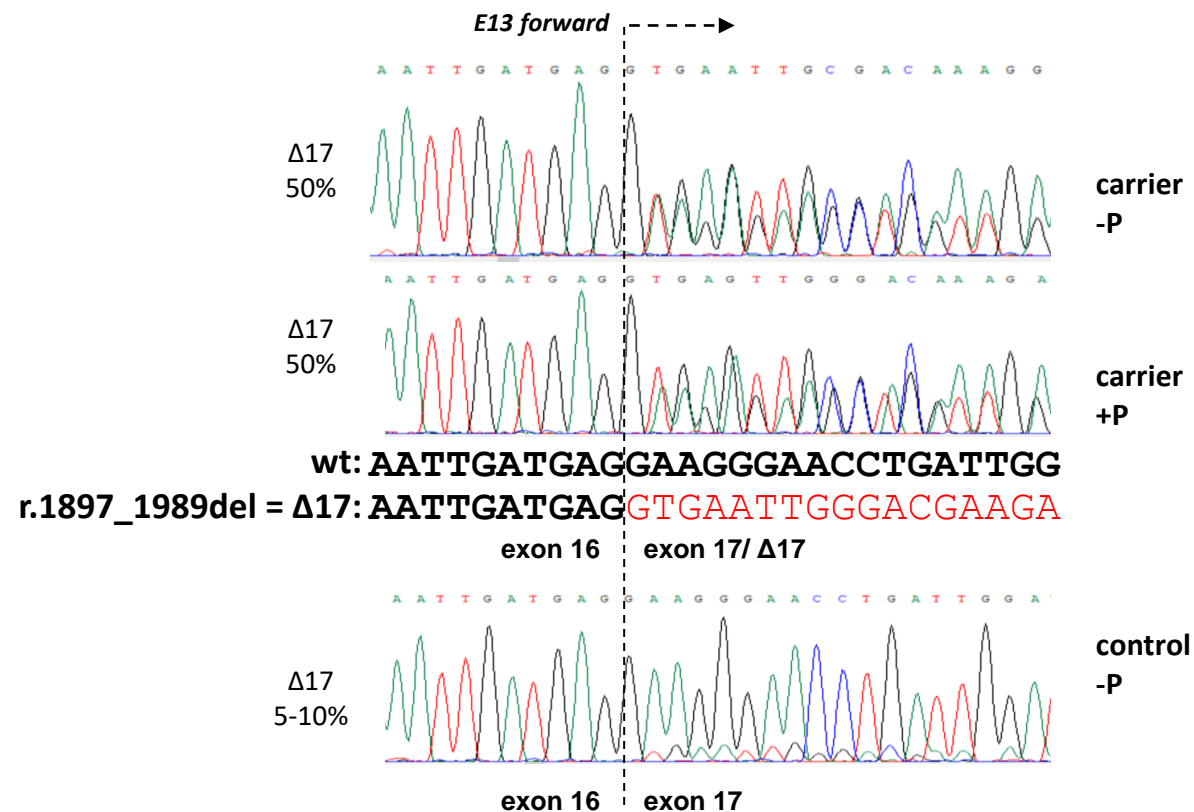 E13 forward
A A T T G A T G A G G T G A A T T G C G A C A A A G G
Δ17
50%
carrier
-P
A A T T G A T G A G G T G A G T T G G G A C A A A G A
Δ17
50%
carrier
+P
wt: AATTGATGAGGAAGGGAACCTGATTGG
r.1897_1989del = Δ17: AATTGATGAGGTGAATTGGGACGAAGA
exon 16 exon 17/ Δ17
A A T T G A T G A G G A A G G G A A C C T G A T T G G A
Δ17
5-10%
control
-P
exon 16 exon 17